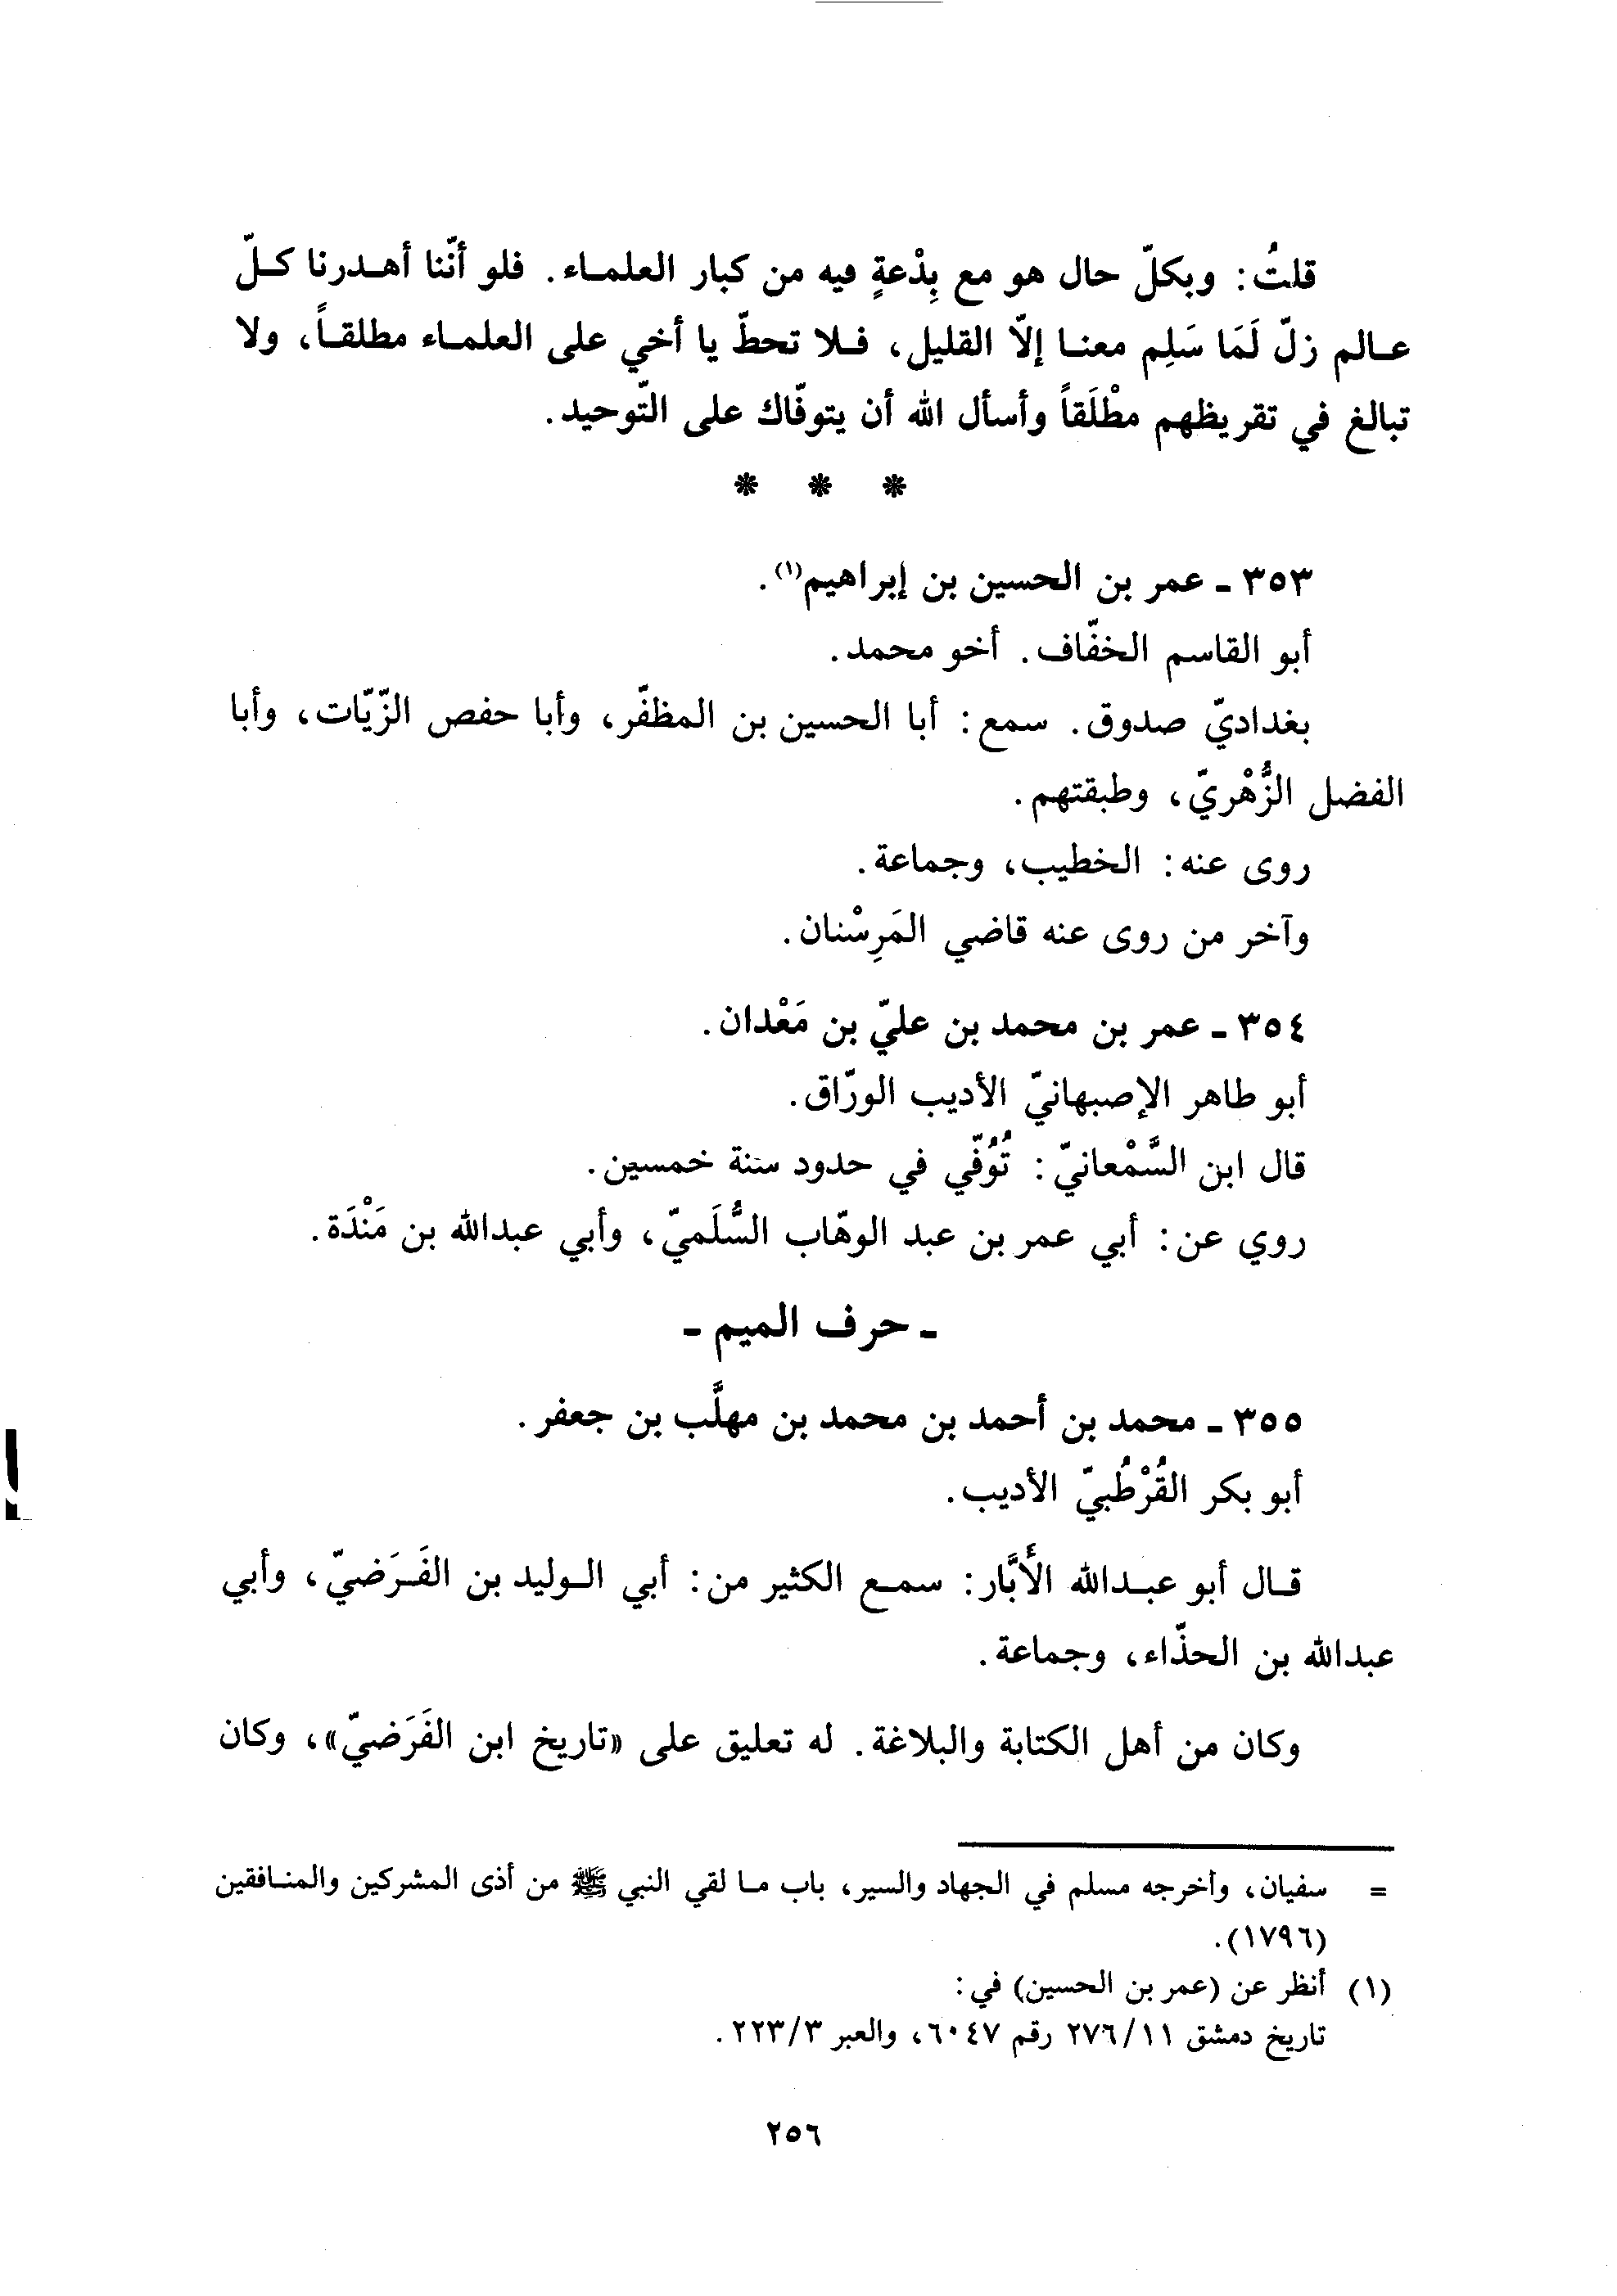 قلتُ: وبكلّ حال هو مع بِدْعةٍ فيه من كبار العلماء. فلو أنّنا أهدرنا كلّ
عالم زلّ لَمَا سَلِم معنا إلاّ القليل، فلا تحطّ يا أخي على العلماء مطلقاً، ولا
تبالغ في تقريظهم مطْلَقاً وأسأل الله أن يتوفّاك على التّوحيد.
* * *
٣٥٣ ـ عمر بن الحسين بن إبراهيم(١).
أبو القاسم الخفّاف. أخو محمد.
بغداديّ صدوق. سمع: أبا الحسين بن المظفّر، وأبا حفص الزّيّات، وأبا
الفضل الزُّهْريّ، وطبقتهم.
روى عنه: الخطيب، وجماعة.
وآخر من روى عنه قاضي المَرِسْنان.
٣٥٤ ـ عمر بن محمد بن عليّ بن مَعْدان.
أبو طاهر الإصبهانيّ الأديب الورّاق.
قال ابن السَّمْعانيّ: تُوُفّي في حدود سنة خمسين.
روي عن: أبي عمر بن عبد الوهّاب السُّلَميّ، وأبي عبدالله بن مَنْدَة.
ـ حرف الميم ـ
٣٥٥ ـ محمد بن أحمد بن محمد بن مهلَّب بن جعفر.
أبو بكر القُرْطُبيّ الأديب.
قال أبو عبدالله الأَبَّار: سمع الكثير من: أبي الوليد بن الفَرَضيّ، وأبي
عبدالله بن الحذّاء، وجماعة.
وكان من أهل الكتابة والبلاغة. له تعليق على «تاريخ ابن الفَرَضيّ»، وكان
= سفيان، وأخرجه مسلم في الجهاد والسير، باب ما لقي النبي ﷺ من أذى المشركين والمنافقين
(١٧٩٦).
(١) أنظر عن (عمر بن الحسين) في:
تاريخ دمشق ٢٧٦/١١ رقم ٦٠٤٧، والعبر ٢٢٣/٣.
٢٥٦